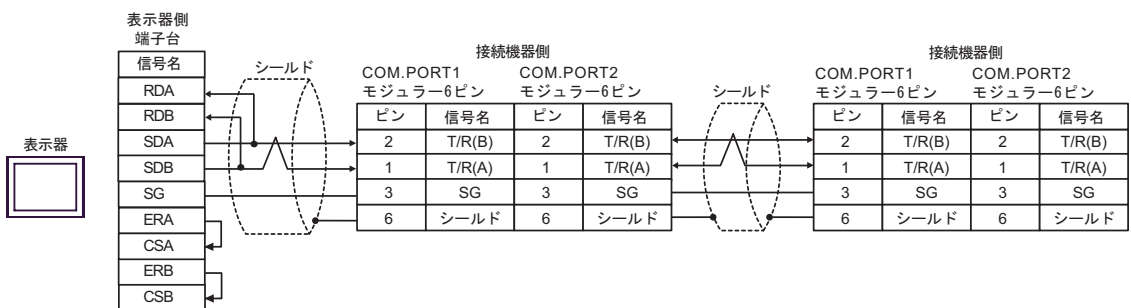 表示器
表示器側
端子台
信号名
RDA
RDB
SDA
SDB
SG
ERA
CSA
ERB
CSB
シールド
接続機器側
COM.PORT1 COM.PORT2
モジュラー6ピン モジュラー6ピン
ピン 信号名 ピン 信号名
2 T/R(B) 2 T/R(B)
1 T/R(A) 1 T/R(A)
3 SG 3 SG
6 シールド 6 シールド
シールド
接続機器側
COM.PORT1 COM.PORT2
モジュラー6ピン モジュラー6ピン
ピン 信号名 ピン 信号名
2 T/R(B) 2 T/R(B)
1 T/R(A) 1 T/R(A)
3 SG 3 SG
6 シールド 6 シールド